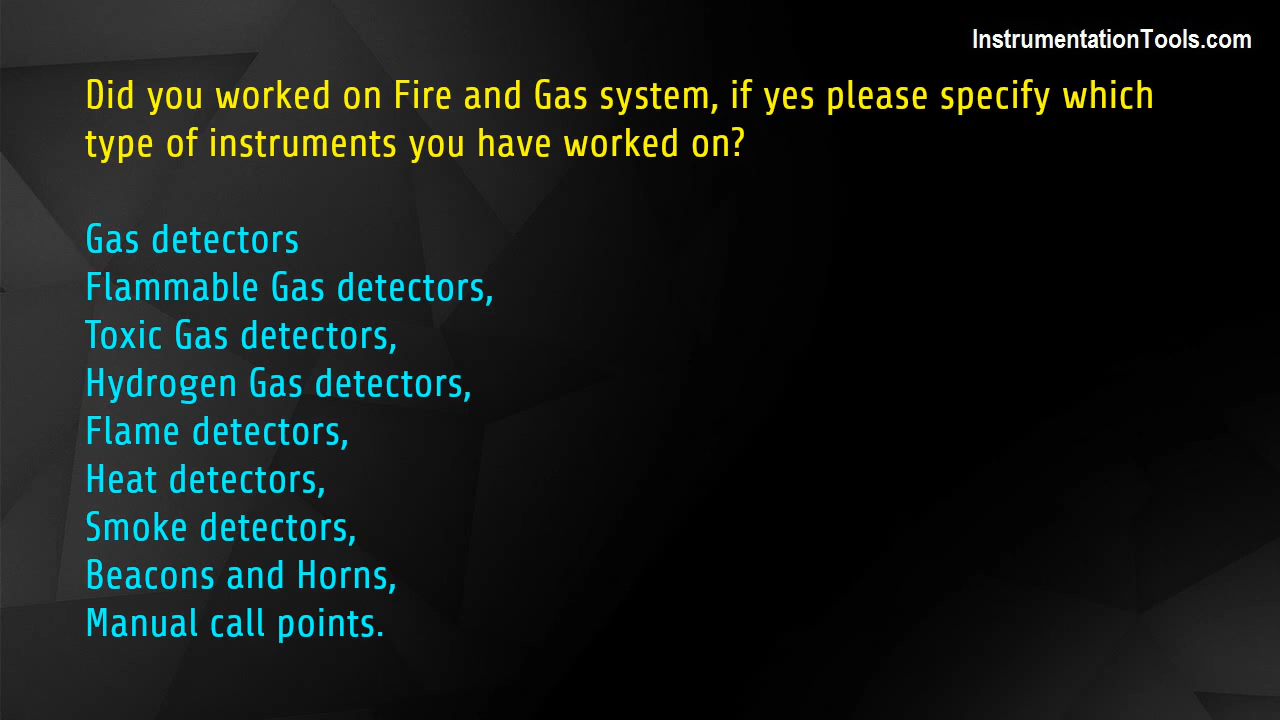 InstrumentationTools.com
Did you worked on Fire and Gas system, if yes please specify which
type of instruments you have worked on?
Gas detectors
Flammable Gas detectors,
Toxic Gas detectors,
Hydrogen Gas detectors,
Flame detectors,
Heat detectors,
Smoke detectors,
Beacons and Horns,
Manual call points.